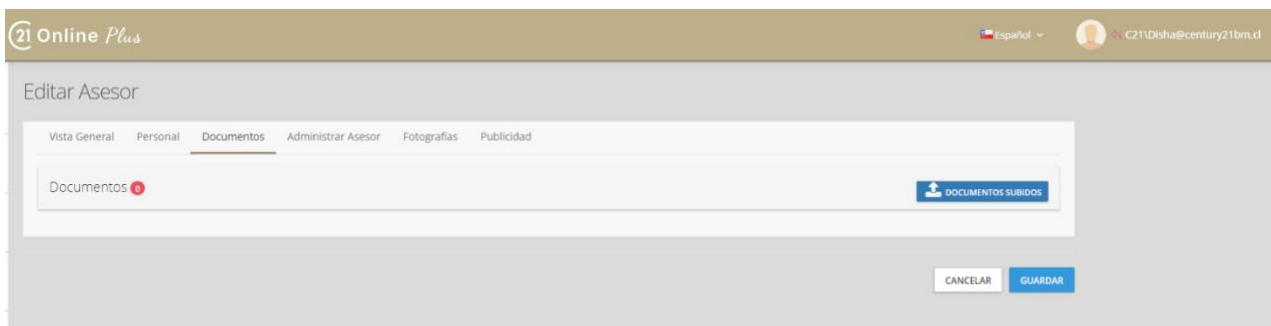 21 Online Plus
Español
C21\Disha@century21bm.cl
Editar Asesor
Vista General Personal Documentos Administrar Asesor Fotografías Publicidad
Documentos 0
DOCUMENTOS SUBIDOS
CANCELAR GUARDAR